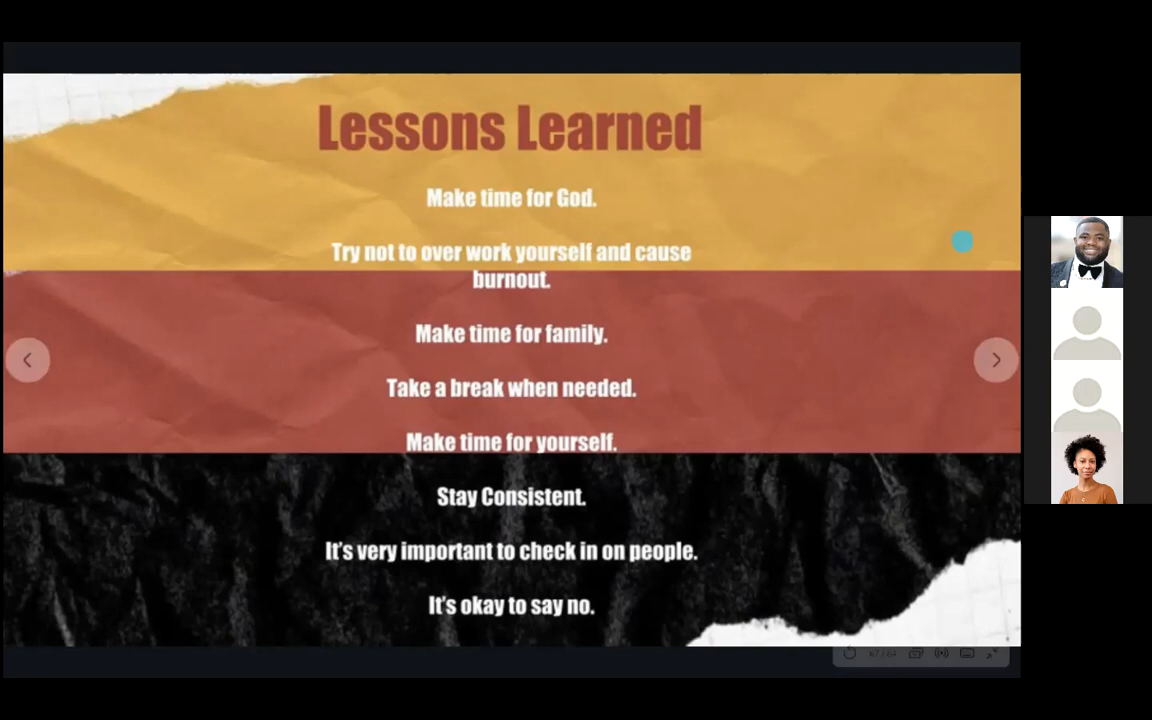 Lessons Learned
Make time for God.
Try not to over work yourself and cause
burnout.
Make time for family.
Take a break when needed.
Make time for yourself.
Stay Consistent.
It's very important to check in on people.
It's okay to say no.